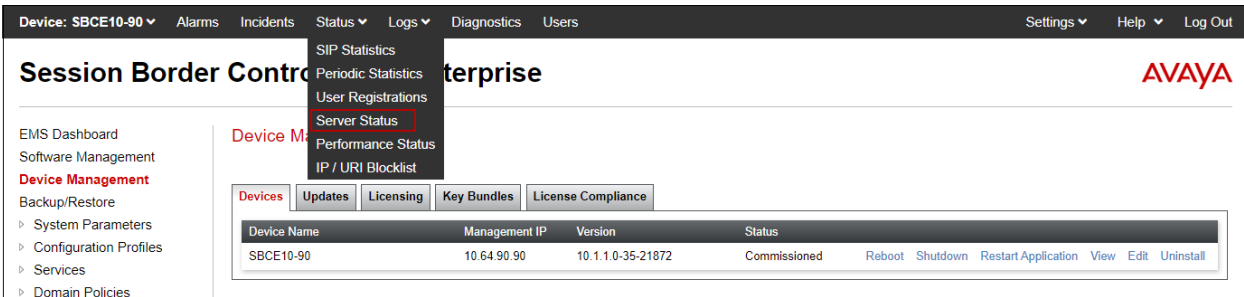 Device: SBCE10-90 Alarms Incidents Status Logs Diagnostics Users Settings Help Log Out
SIP Statistics
Periodic Statistics
User Registrations
Server Status
Performance Status
IP / URI Blocklist
Session Border Contro terprise
AVAYA
EMS Dashboard
Software Management
Device Management
Backup/Restore
System Parameters
Configuration Profiles
Services
Domain Policies
Device Ma
Devices Updates Licensing Key Bundles License Compliance
Device Name Management IP Version Status
SBCE10-90 10.64.90.90 10.1.1.0-35-21872 Commissioned Reboot Shutdown Restart Application View Edit Uninstall